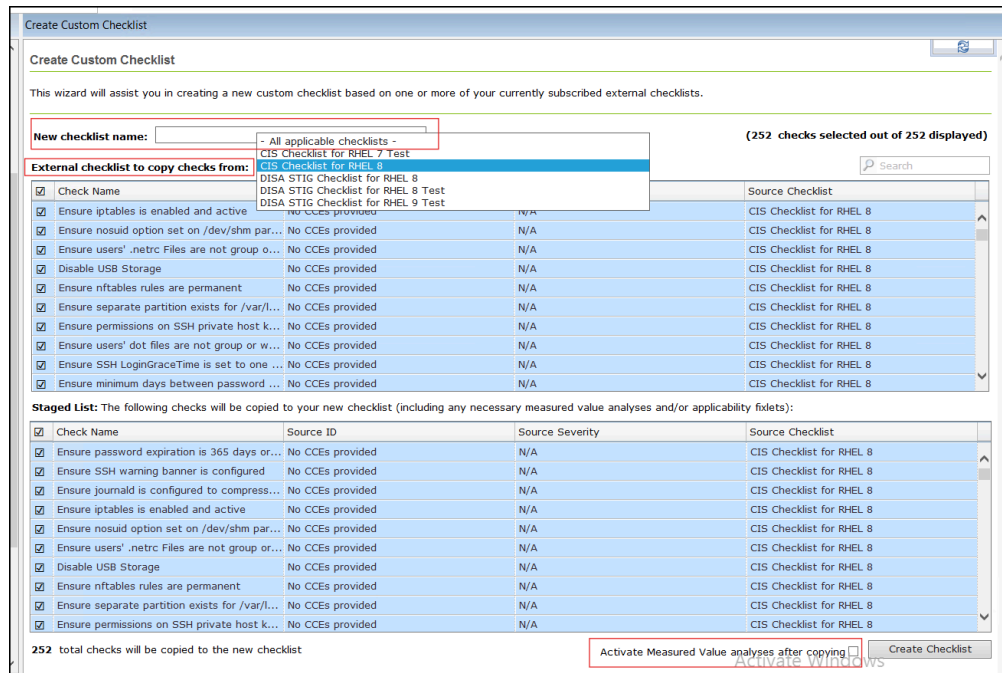 Create Custom Checklist
Create Custom Checklist
This wizard will assist you in creating a new custom checklist based on one or more of your currently subscribed external checklists.
New checklist name:
(252 checks selected out of 252 displayed)
- All applicable checklists -
CIS Checklist for RHEL 7 Test
CIS Checklist for RHEL 8
DISA STIG Checklist for RHEL 8
DISA STIG Checklist for RHEL 8 Test
DISA STIG Checklist for RHEL 9 Test
External checklist to copy checks from:
Search
Check Name Source Checklist
Ensure iptables is enabled and active No CCEs provided N/A CIS Checklist for RHEL 8
Ensure nosuid option set on /dev/shm par... No CCEs provided N/A CIS Checklist for RHEL 8
Ensure users' .netrc Files are not group o... No CCEs provided N/A CIS Checklist for RHEL 8
Disable USB Storage No CCEs provided N/A CIS Checklist for RHEL 8
Ensure nftables rules are permanent No CCEs provided N/A CIS Checklist for RHEL 8
Ensure separate partition exists for /var/l... No CCEs provided N/A CIS Checklist for RHEL 8
Ensure permissions on SSH private host k... No CCEs provided N/A CIS Checklist for RHEL 8
Ensure users' dot files are not group or w... No CCEs provided N/A CIS Checklist for RHEL 8
Ensure SSH LoginGraceTime is set to one ... No CCEs provided N/A CIS Checklist for RHEL 8
Ensure minimum days between password ... No CCEs provided N/A CIS Checklist for RHEL 8
Staged List: The following checks will be copied to your new checklist (including any necessary measured value analyses and/or applicability fixlets):
Check Name Source ID Source Severity Source Checklist
Ensure password expiration is 365 days or... No CCEs provided N/A CIS Checklist for RHEL 8
Ensure SSH warning banner is configured No CCEs provided N/A CIS Checklist for RHEL 8
Ensure journald is configured to compress... No CCEs provided N/A CIS Checklist for RHEL 8
Ensure iptables is enabled and active No CCEs provided N/A CIS Checklist for RHEL 8
Ensure nosuid option set on /dev/shm par... No CCEs provided N/A CIS Checklist for RHEL 8
Ensure users' .netrc Files are not group or... No CCEs provided N/A CIS Checklist for RHEL 8
Disable USB Storage No CCEs provided N/A CIS Checklist for RHEL 8
Ensure nftables rules are permanent No CCEs provided N/A CIS Checklist for RHEL 8
Ensure separate partition exists for /var/l... No CCEs provided N/A CIS Checklist for RHEL 8
Ensure permissions on SSH private host k... No CCEs provided N/A CIS Checklist for RHEL 8
252 total checks will be copied to the new checklist
Activate Measured Value analyses after copying
Create Checklist
Activate Windows